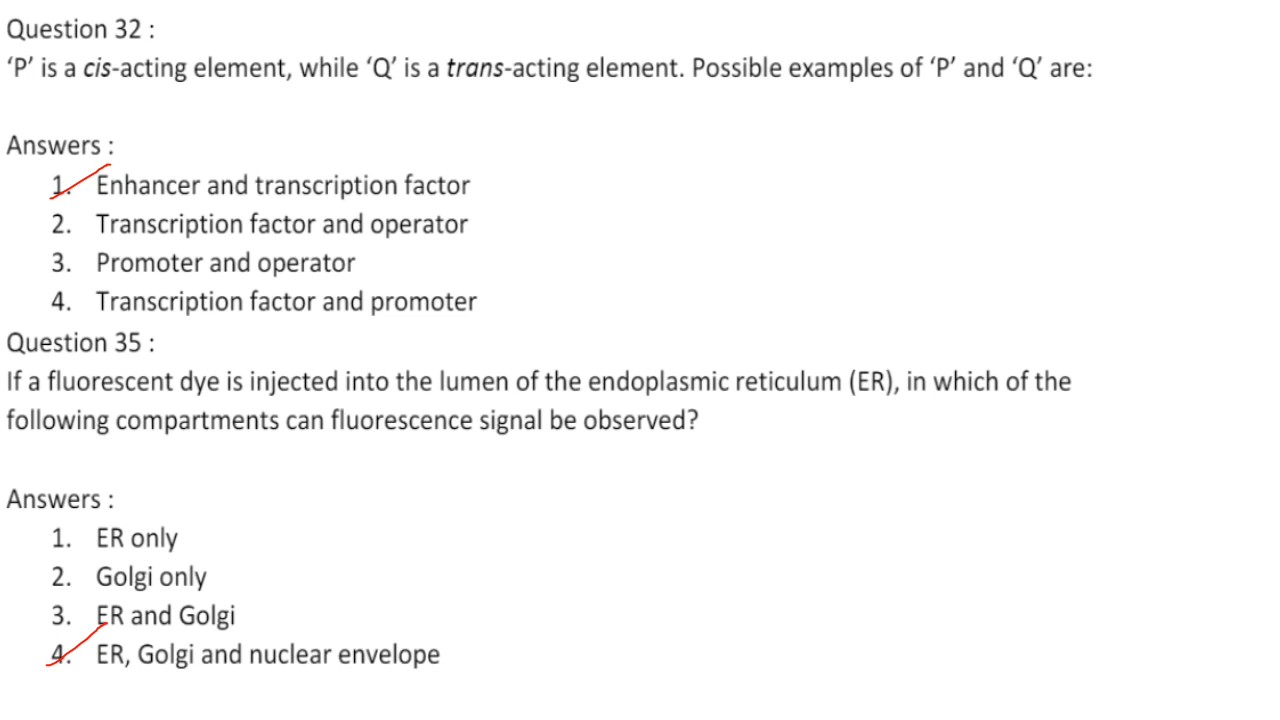 Question 32 :
‘P’ is a cis-acting element, while ‘Q’ is a trans-acting element. Possible examples of ‘P’ and ‘Q’ are:
Answers :
1. Enhancer and transcription factor
2. Transcription factor and operator
3. Promoter and operator
4. Transcription factor and promoter
Question 35 :
If a fluorescent dye is injected into the lumen of the endoplasmic reticulum (ER), in which of the
following compartments can fluorescence signal be observed?
Answers :
1. ER only
2. Golgi only
3. ER and Golgi
4. ER, Golgi and nuclear envelope